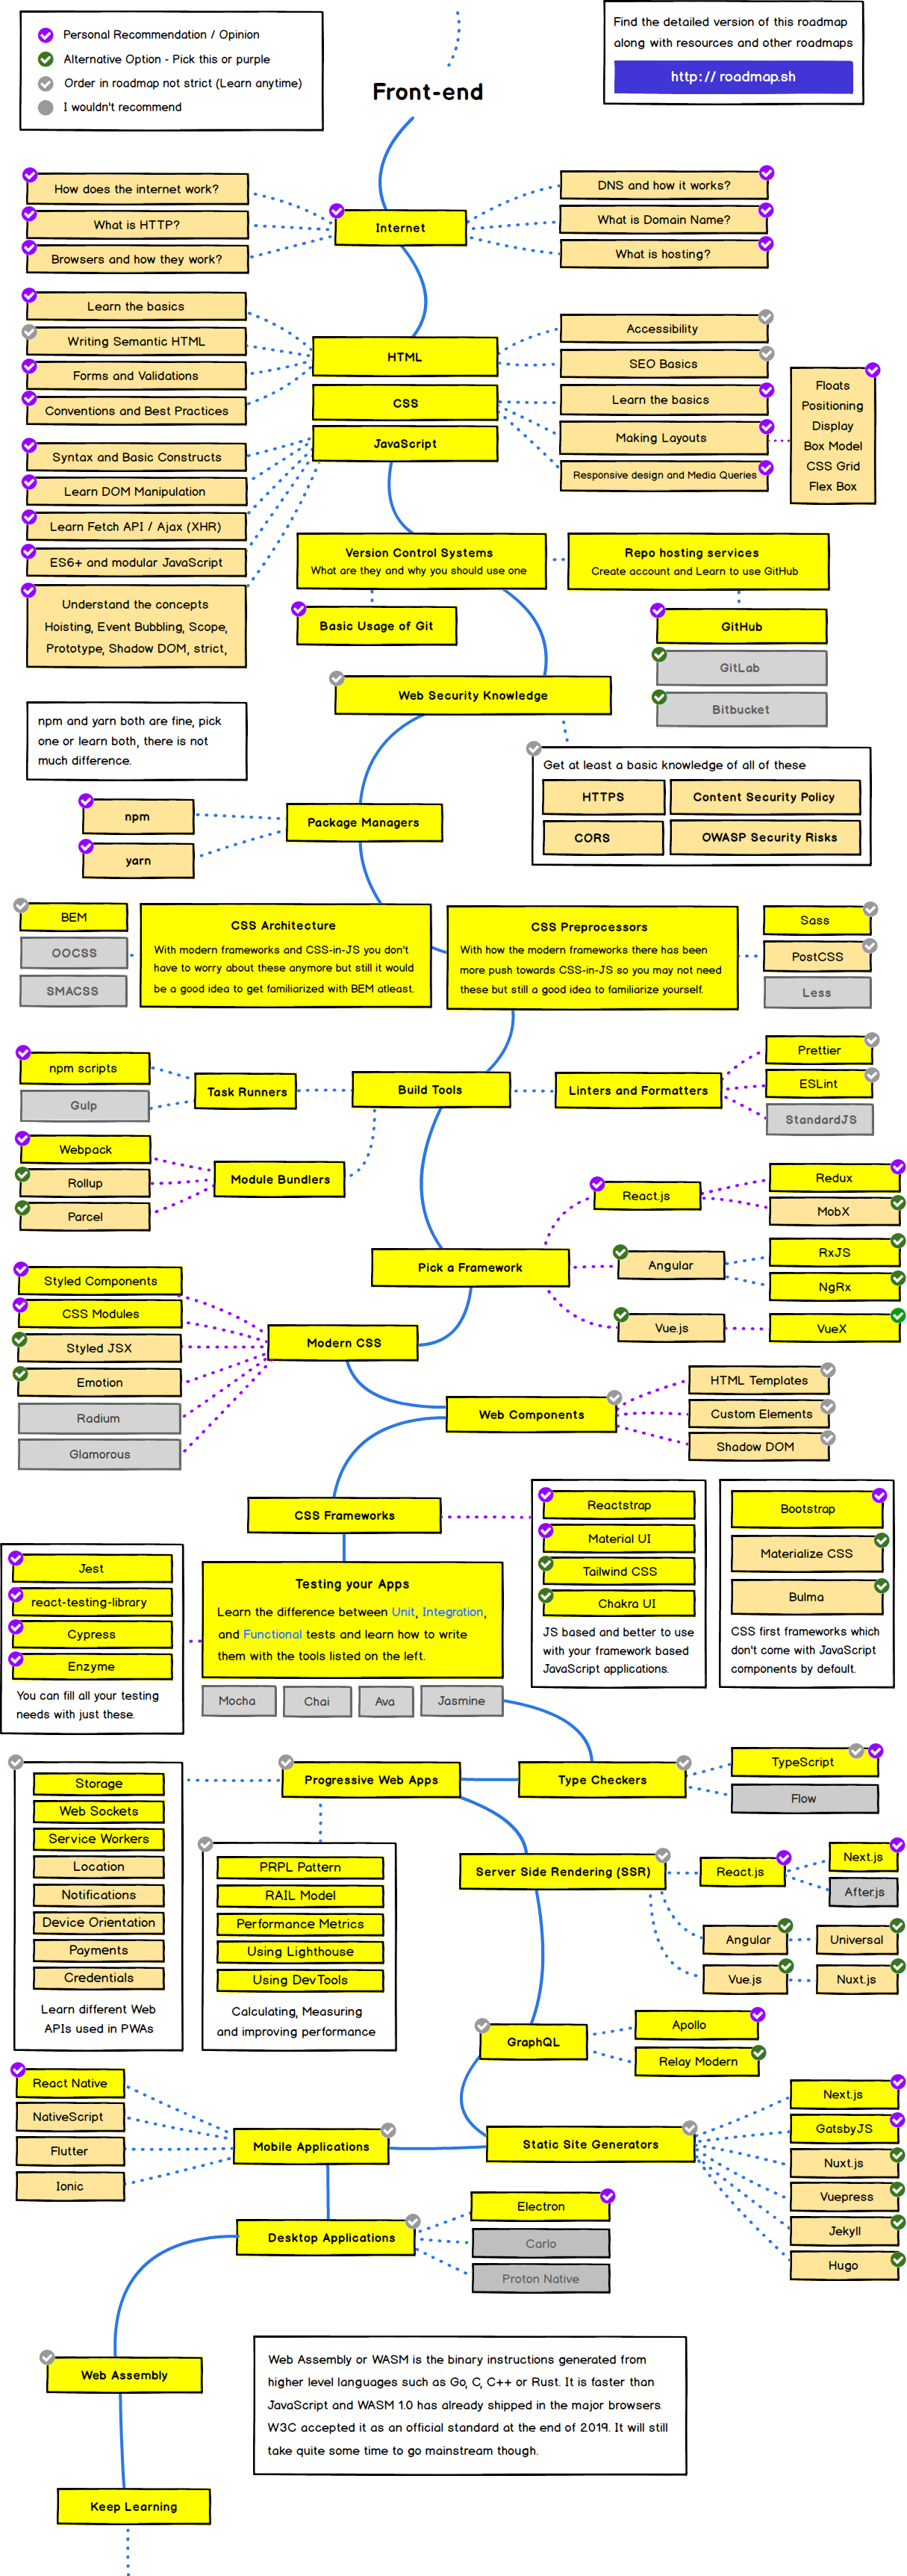 Personal Recommendation / Opinion
Alternative Option - Pick this or purple
Order in roadmap not strict (Learn anytime)
I wouldn't recommend
Find the detailed version of this roadmap
along with resources and other roadmaps
http://roadmap.sh
Front-end
How does the internet work?
What is HTTP?
Browsers and how they work?
Internet
DNS and how it works?
What is Domain Name?
What is hosting?
Learn the basics
Writing Semantic HTML
Forms and Validations
Conventions and Best Practices
HTML
Accessibility
SEO Basics
CSS
Learn the basics
Making Layouts
Responsive design and Media Queries
Floats
Positioning
Display
Box Model
CSS Grid
Flex Box
JavaScript
Syntax and Basic Constructs
Learn DOM Manipulation
Learn Fetch API / Ajax (XHR)
ES6+ and modular JavaScript
Understand the concepts
Hoisting, Event Bubbling, Scope,
Prototype, Shadow DOM, strict,
Version Control Systems
What are they and why you should use one
Basic Usage of Git
Repo hosting services
Create account and Learn to use GitHub
GitHub
GitLab
Bitbucket
Web Security Knowledge
Get at least a basic knowledge of all of these
HTTPS
Content Security Policy
CORS
OWASP Security Risks
npm and yarn both are fine, pick
one or learn both, there is not
much difference.
npm
yarn
Package Managers
BEM
OOCSS
SMACSS
CSS Architecture
With modern frameworks and CSS-in-JS you don't
have to worry about these anymore but still it would
be a good idea to get familiarized with BEM atleast.
CSS Preprocessors
With how the modern frameworks there has been
more push towards CSS-in-JS so you may not need
these but still a good idea to familiarize yourself.
Sass
PostCSS
Less
npm scripts
Gulp
Task Runners
Build Tools
Linters and Formatters
Prettier
ESLint
StandardJS
Webpack
Rollup
Parcel
Module Bundlers
Pick a Framework
React.js
Redux
MobX
Angular
RxJS
NgRx
Vue.js
VueX
Styled Components
CSS Modules
Styled JSX
Emotion
Radium
Glamorous
Modern CSS
Web Components
HTML Templates
Custom Elements
Shadow DOM
CSS Frameworks
Reactstrap
Material UI
Tailwind CSS
Chakra UI
JS based and better to use
with your framework based
JavaScript applications.
Bootstrap
Materialize CSS
Bulma
CSS first frameworks which
don't come with JavaScript
components by default.
Jest
react-testing-library
Cypress
Enzyme
You can fill all your testing
needs with just these.
Testing your Apps
Learn the difference between Unit, Integration,
and Functional tests and learn how to write
them with the tools listed on the left.
Mocha
Chai
Ava
Jasmine
Type Checkers
TypeScript
Flow
Progressive Web Apps
Storage
Web Sockets
Service Workers
Location
Notifications
Device Orientation
Payments
Credentials
Learn different Web
APIs used in PWAs
PRPL Pattern
RAIL Model
Performance Metrics
Using Lighthouse
Using DevTools
Calculating, Measuring
and improving performance
Server Side Rendering (SSR)
React.js
Next.js
After.js
Angular
Universal
Vue.js
Nuxt.js
GraphQL
Apollo
Relay Modern
Static Site Generators
Next.js
GatsbyJS
Nuxt.js
Vuepress
Jekyll
Hugo
React Native
NativeScript
Flutter
Ionic
Mobile Applications
Desktop Applications
Electron
Carlo
Proton Native
Web Assembly
Web Assembly or WASM is the binary instructions generated from
higher level languages such as Go, C, C++ or Rust. It is faster than
JavaScript and WASM 1.0 has already shipped in the major browsers.
W3C accepted it as an official standard at the end of 2019. It will still
take quite some time to go mainstream though.
Keep Learning